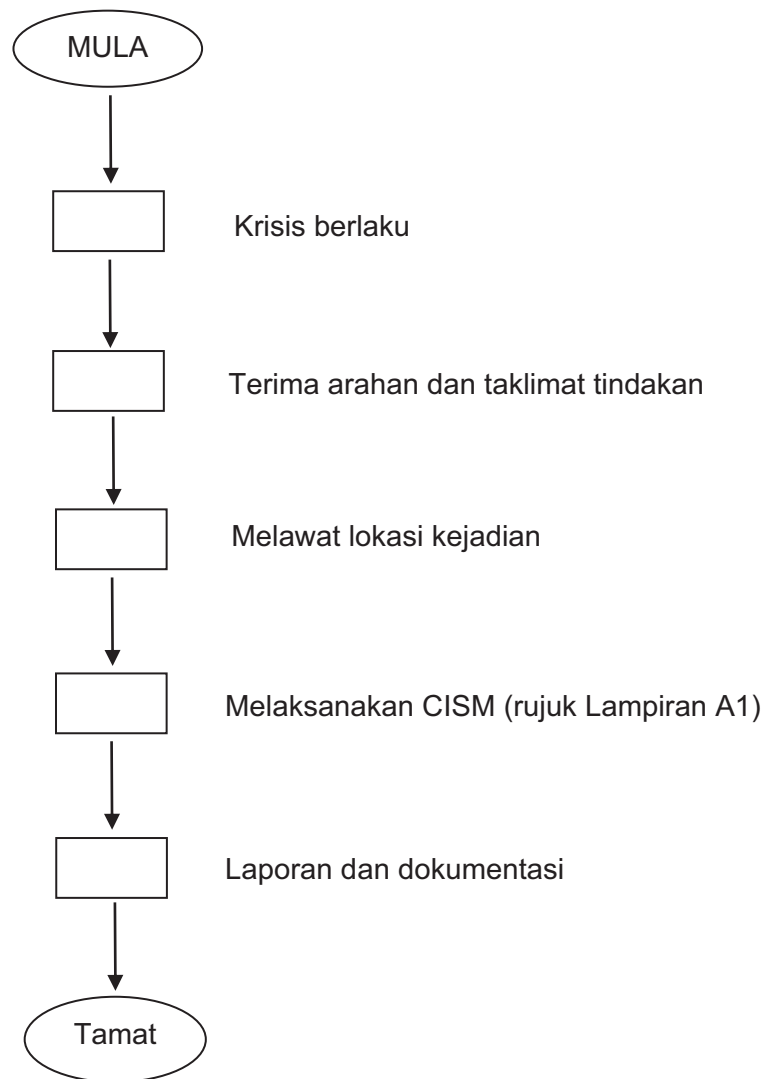 MULA
Krisis berlaku
Terima arahan dan taklimat tindakan
Melawat lokasi kejadian
Melaksanakan CISM (rujuk Lampiran A1)
Laporan dan dokumentasi
Tamat